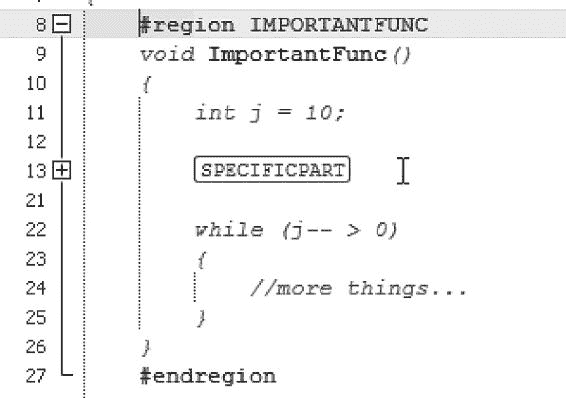 8 #region IMPORTANTFUNC
9 void ImportantFunc()
10 {
11 int j = 10;
12
13 SPECIFICPART
21
22 while (j-- > 0)
23 {
24 //more things...
25 }
26 }
27 #endregion